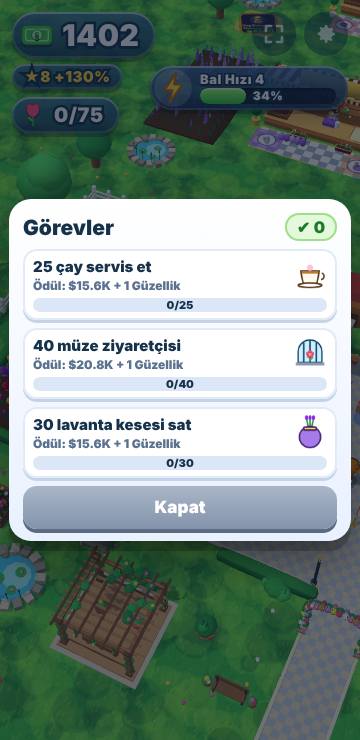 1402
★8 +130%
Bal Hızı 4
34%
0/75
Görevler
✔ 0
25 çay servis et
Ödül: $15.6K + 1 Güzellik
0/25
40 müze ziyaretçisi
Ödül: $20.8K + 1 Güzellik
0/40
30 lavanta kesesi sat
Ödül: $15.6K + 1 Güzellik
0/30
Kapat